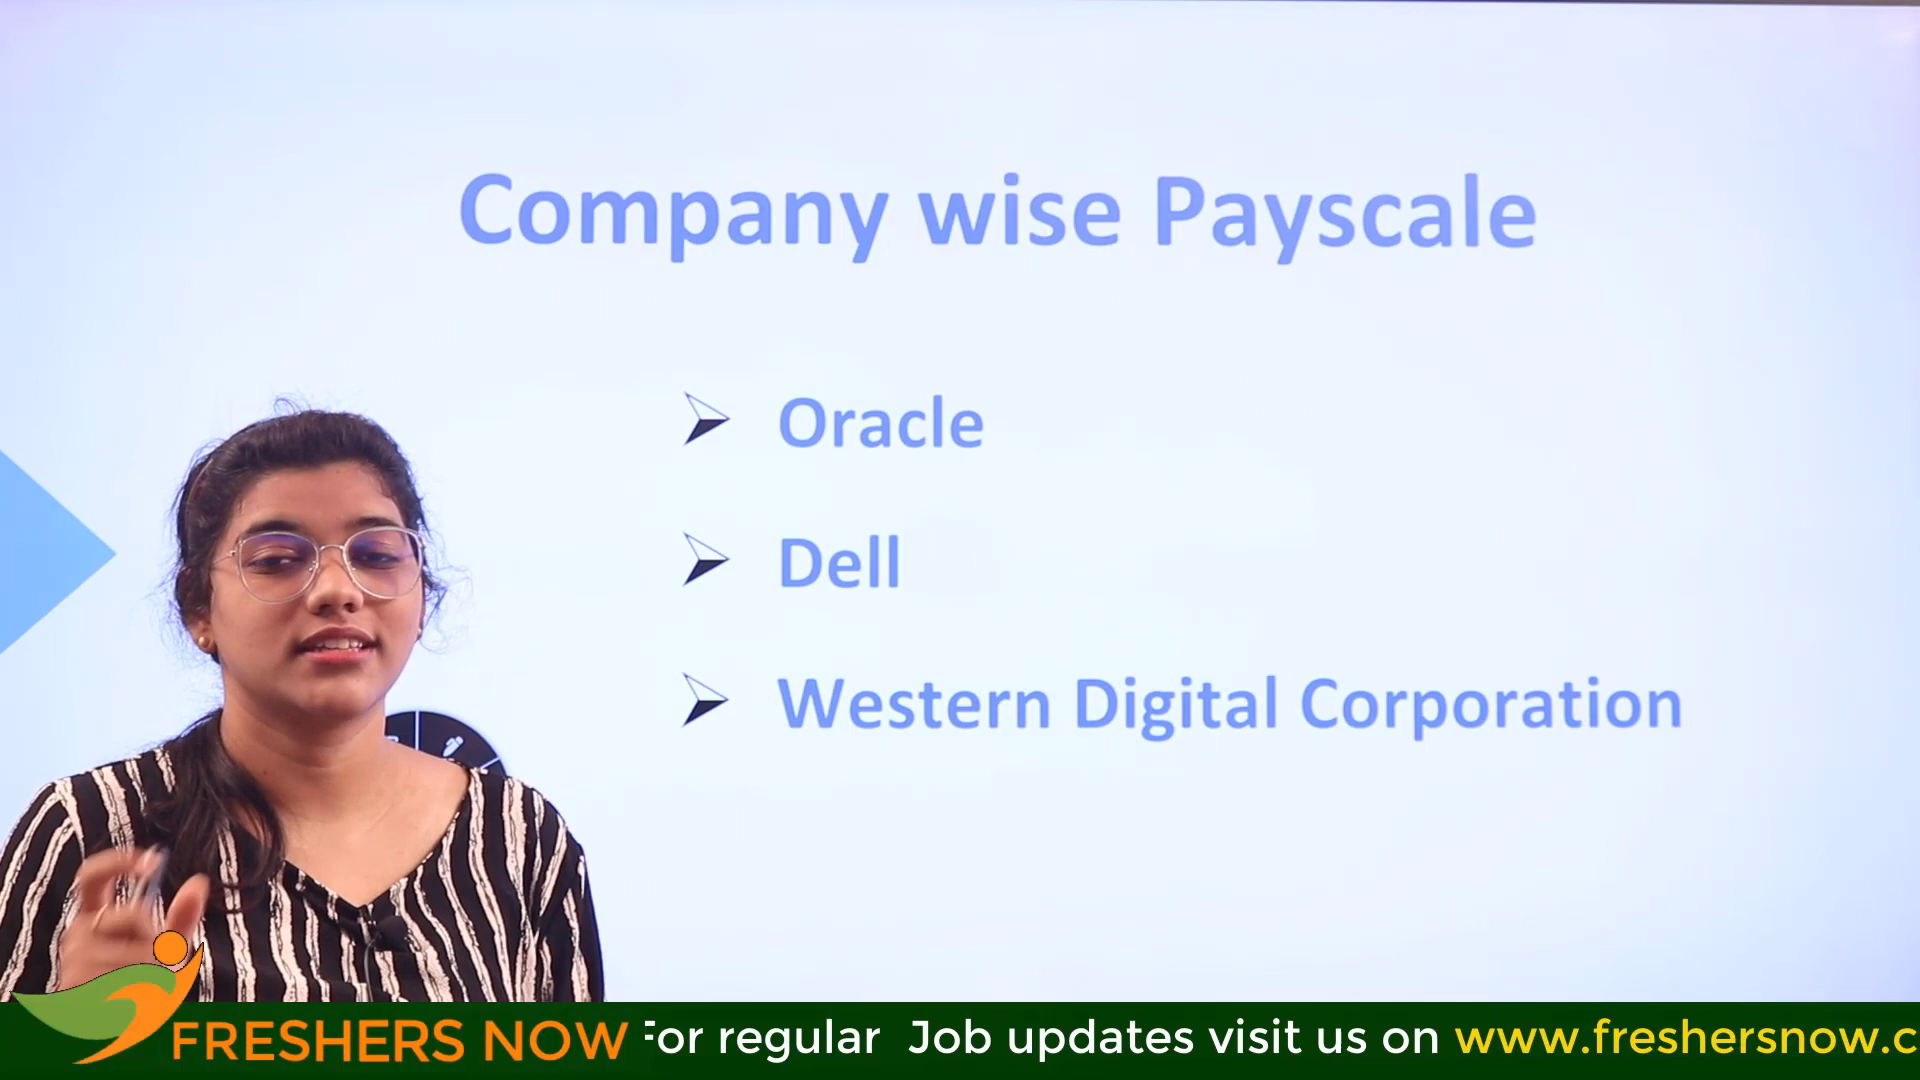 Company wise Payscale
Oracle
Dell
Western Digital Corporation
FRESHERS NOW
For regular Job updates visit us on www.freshersnow.c